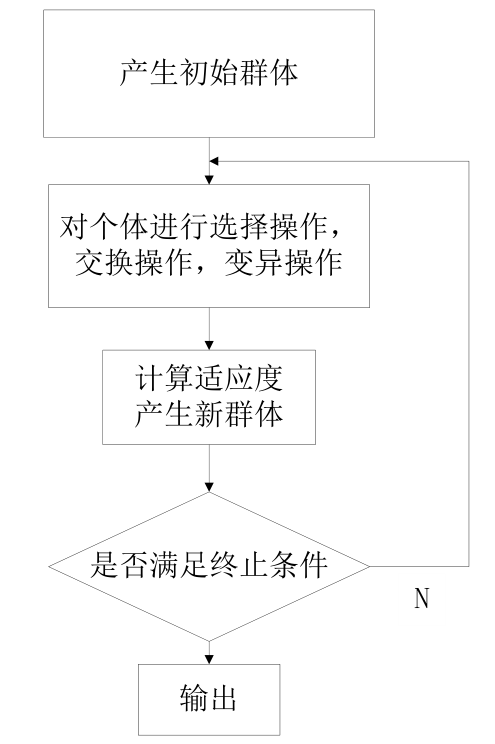 产生初始群体
对个体进行选择操作，
交换操作，变异操作
计算适应度
产生新群体
是否满足终止条件
N
输出